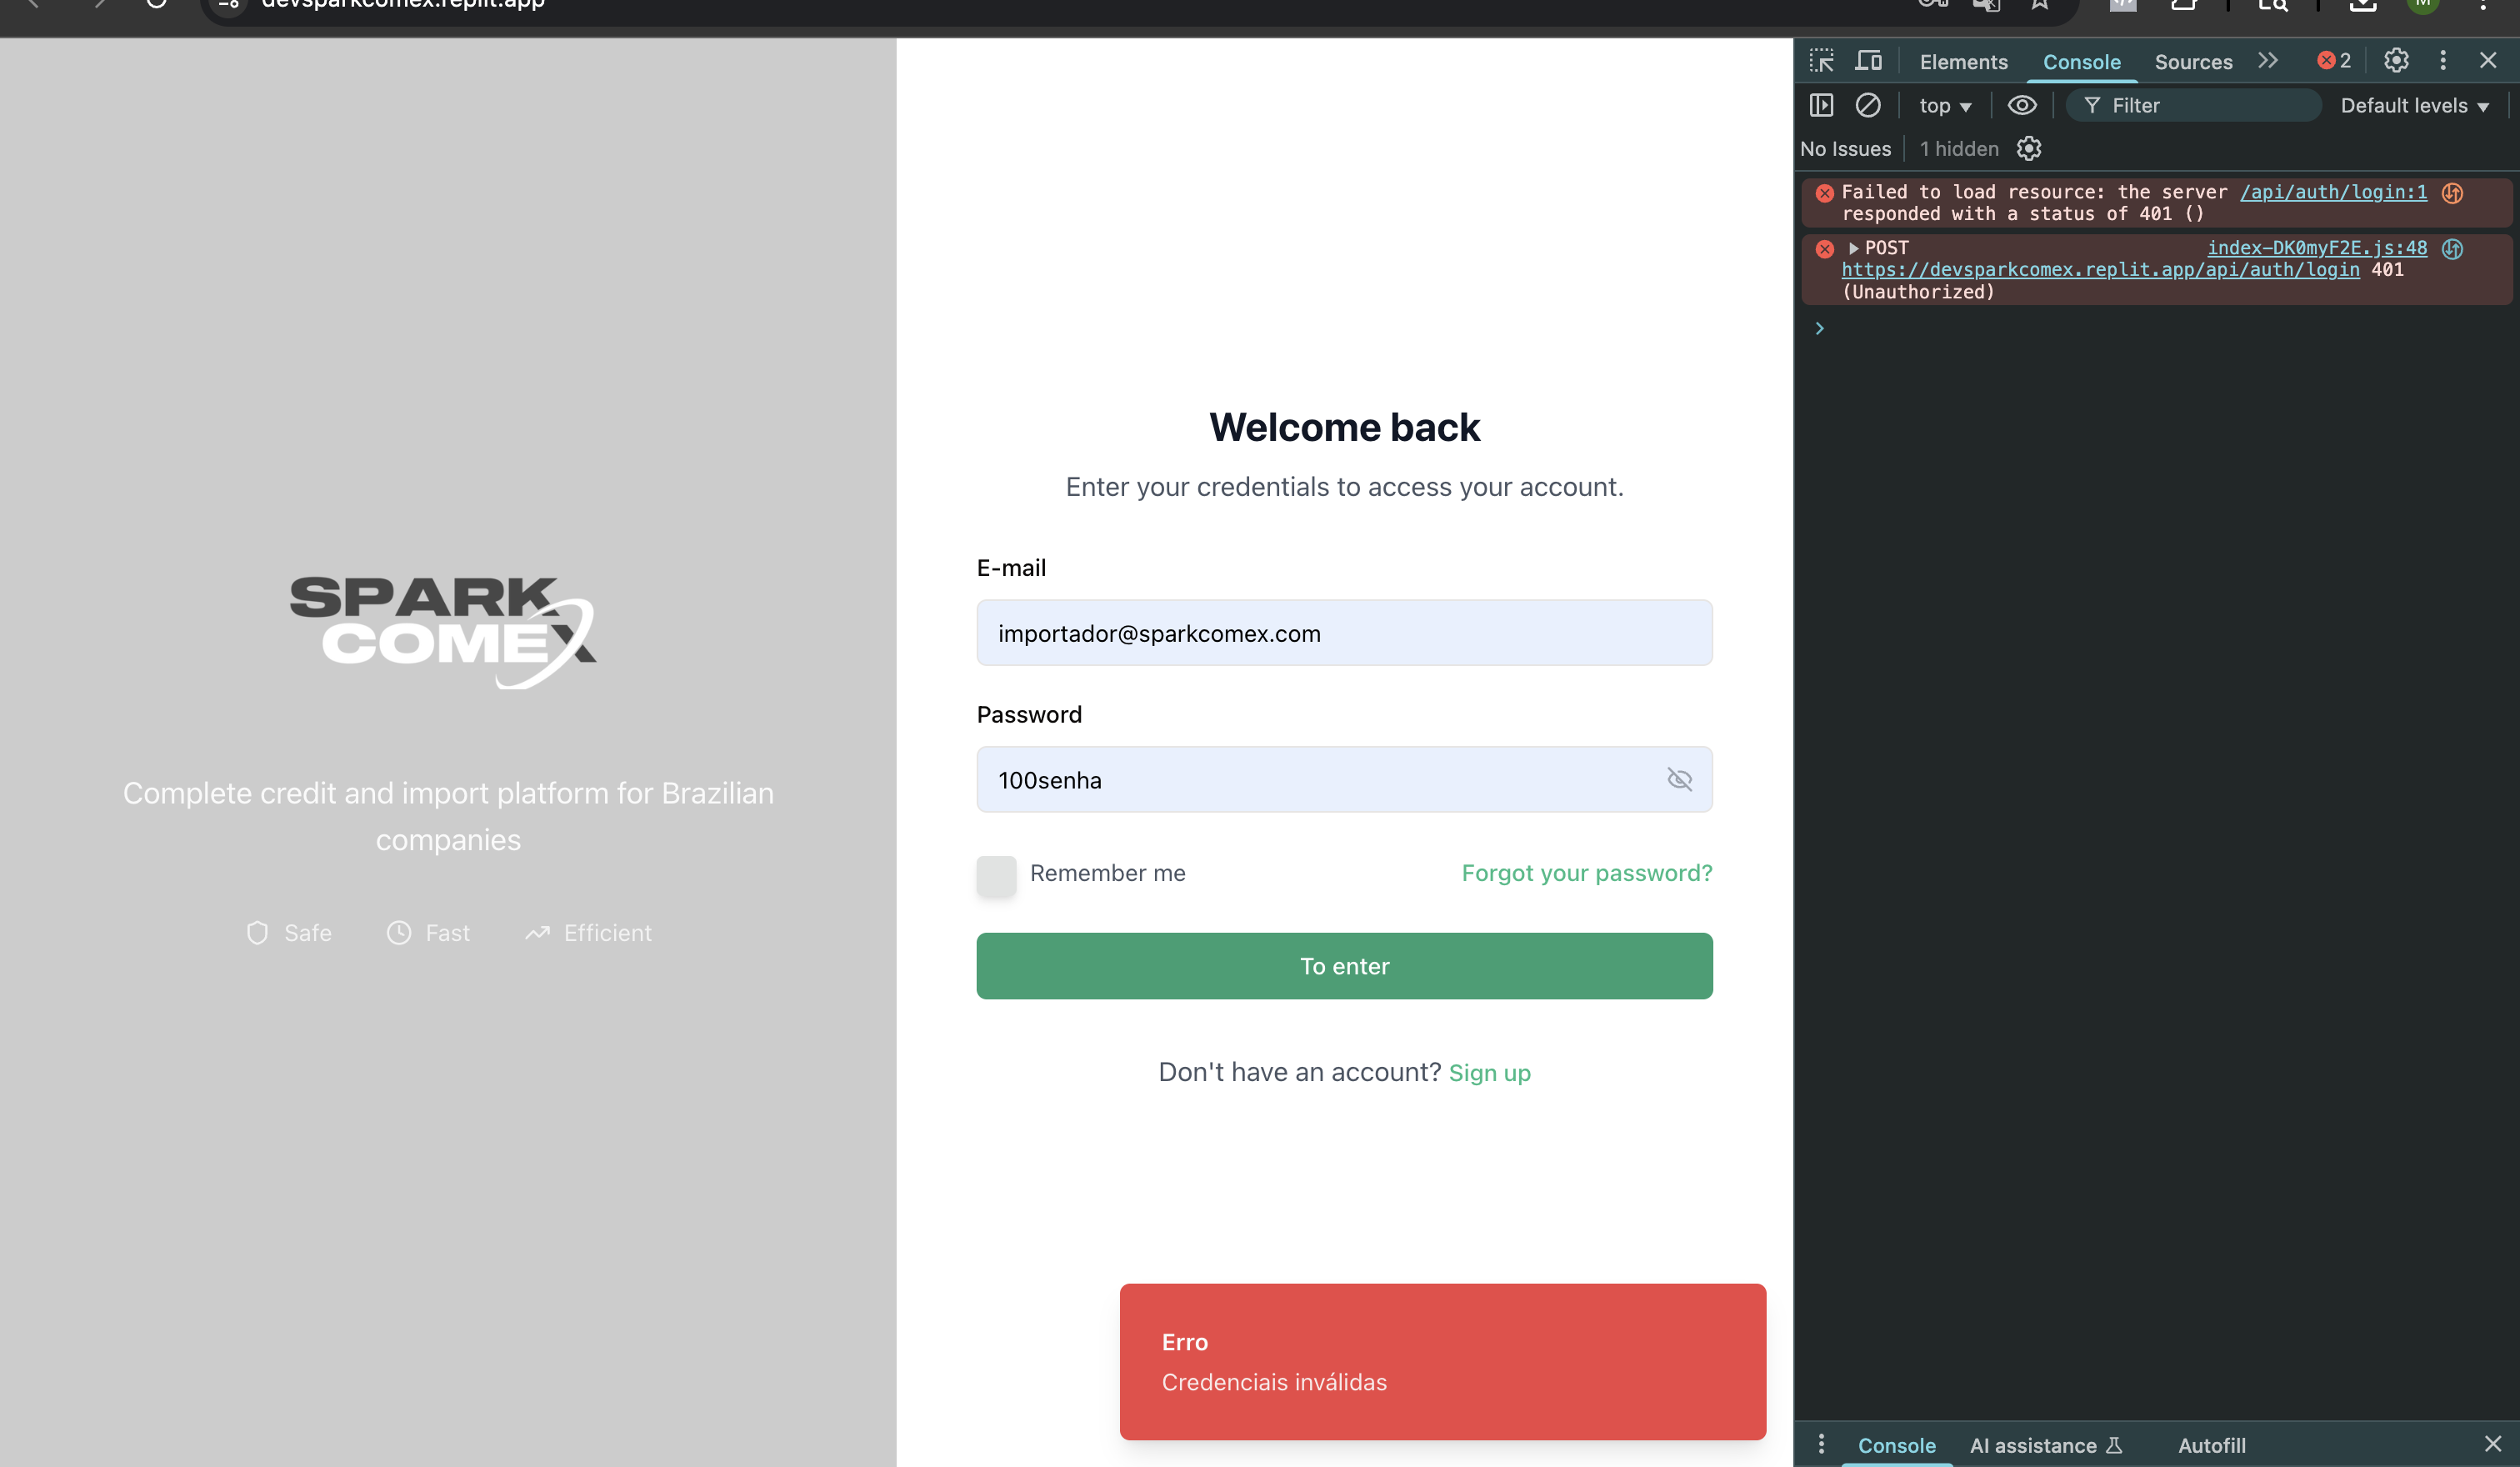 devsparkcomex.replit.app
M
Elements Console Sources 2
top Filter Default levels
No Issues 1 hidden
Failed to load resource: the server /api/auth/login:1
responded with a status of 401 ()
POST index-DK0myF2E.js:48
https://devsparkcomex.replit.app/api/auth/login 401
(Unauthorized)
SPARK
COMEX
Complete credit and import platform for Brazilian
companies
Safe Fast Efficient
Welcome back
Enter your credentials to access your account.
E-mail
importador@sparkcomex.com
Password
100senha
Remember me Forgot your password?
To enter
Don't have an account? Sign up
Erro
Credenciais inválidas
Console AI assistance Autofill